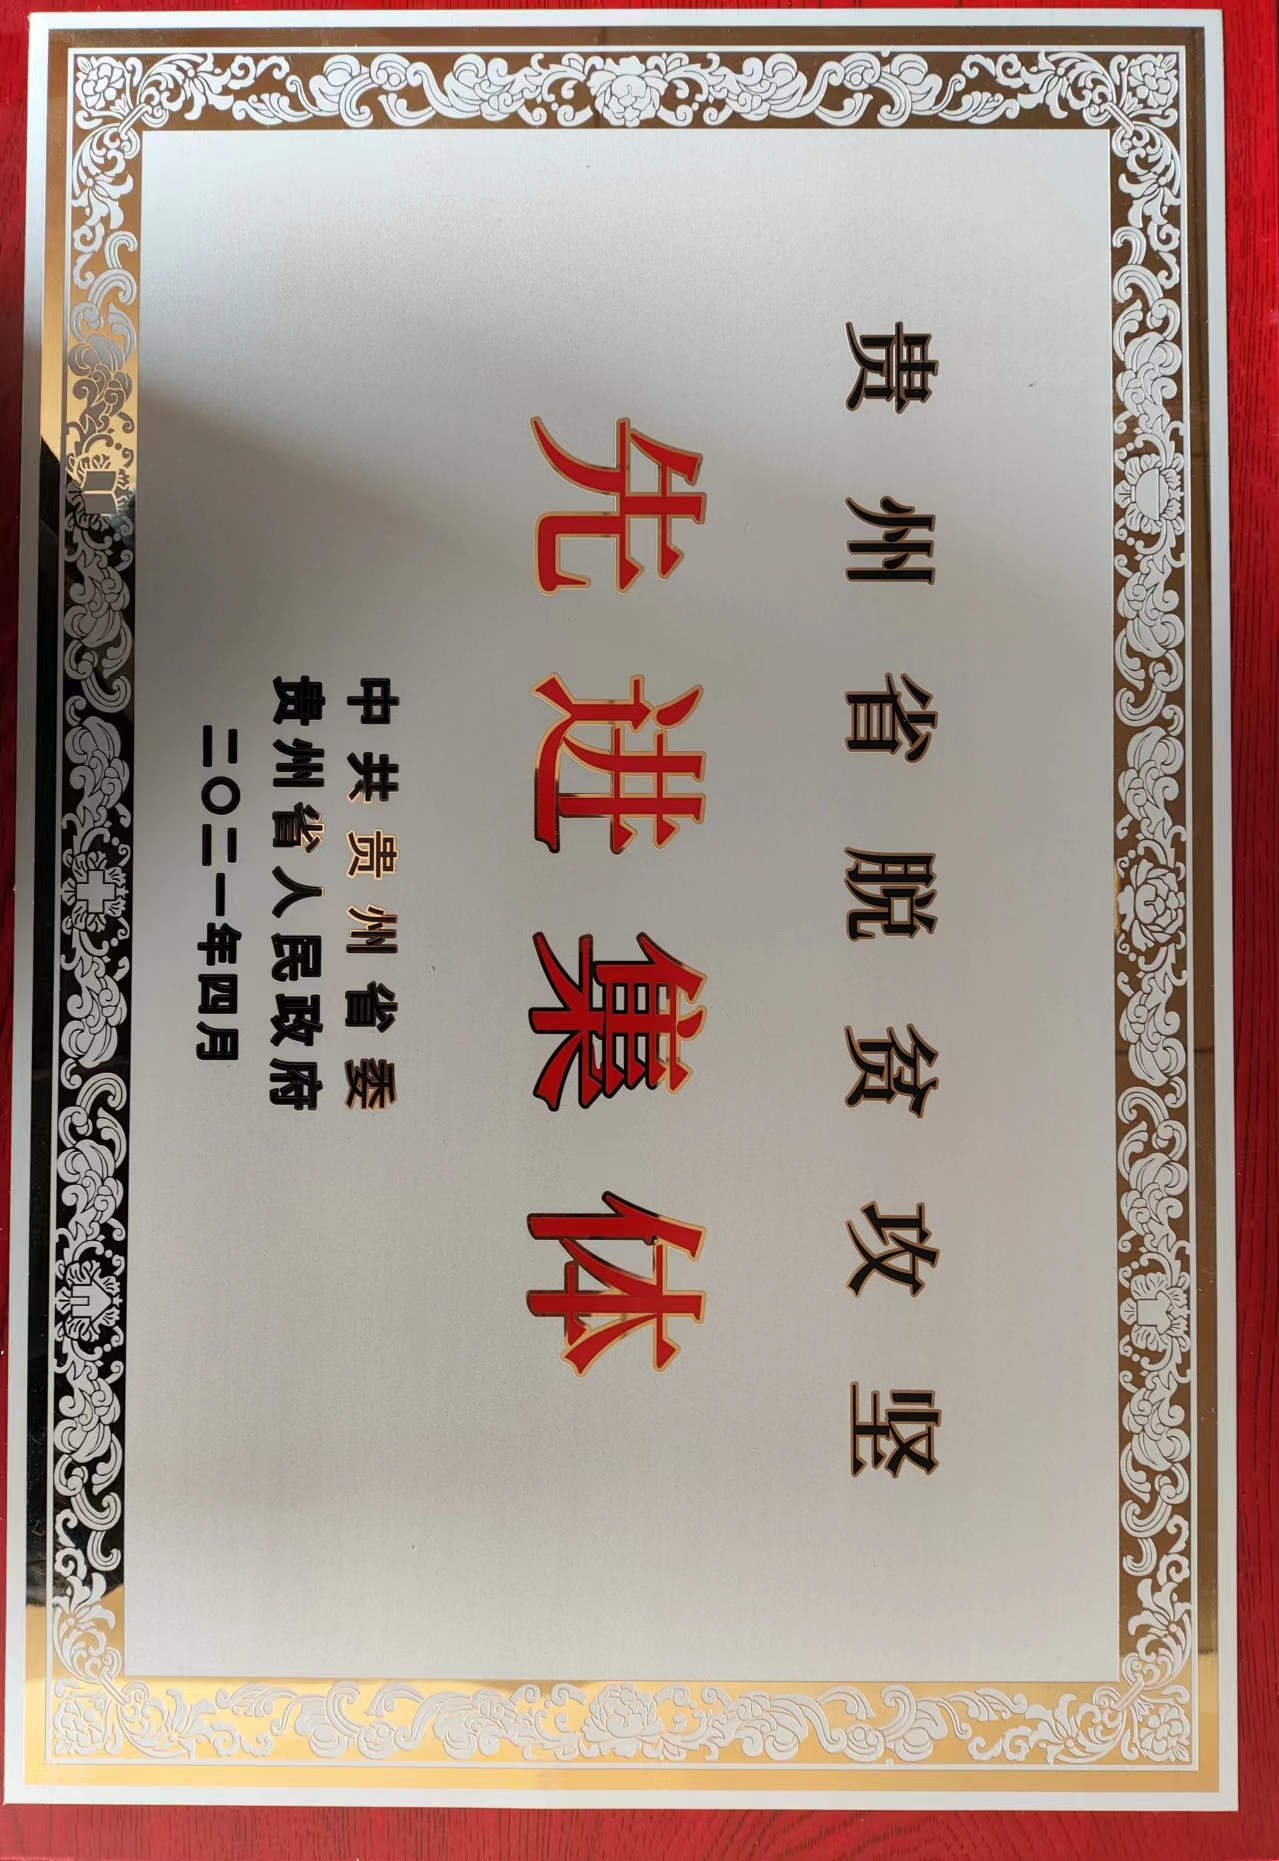 贵州省脱贫攻坚
先进集体
中共贵州省委
贵州省人民政府
二〇二一年四月